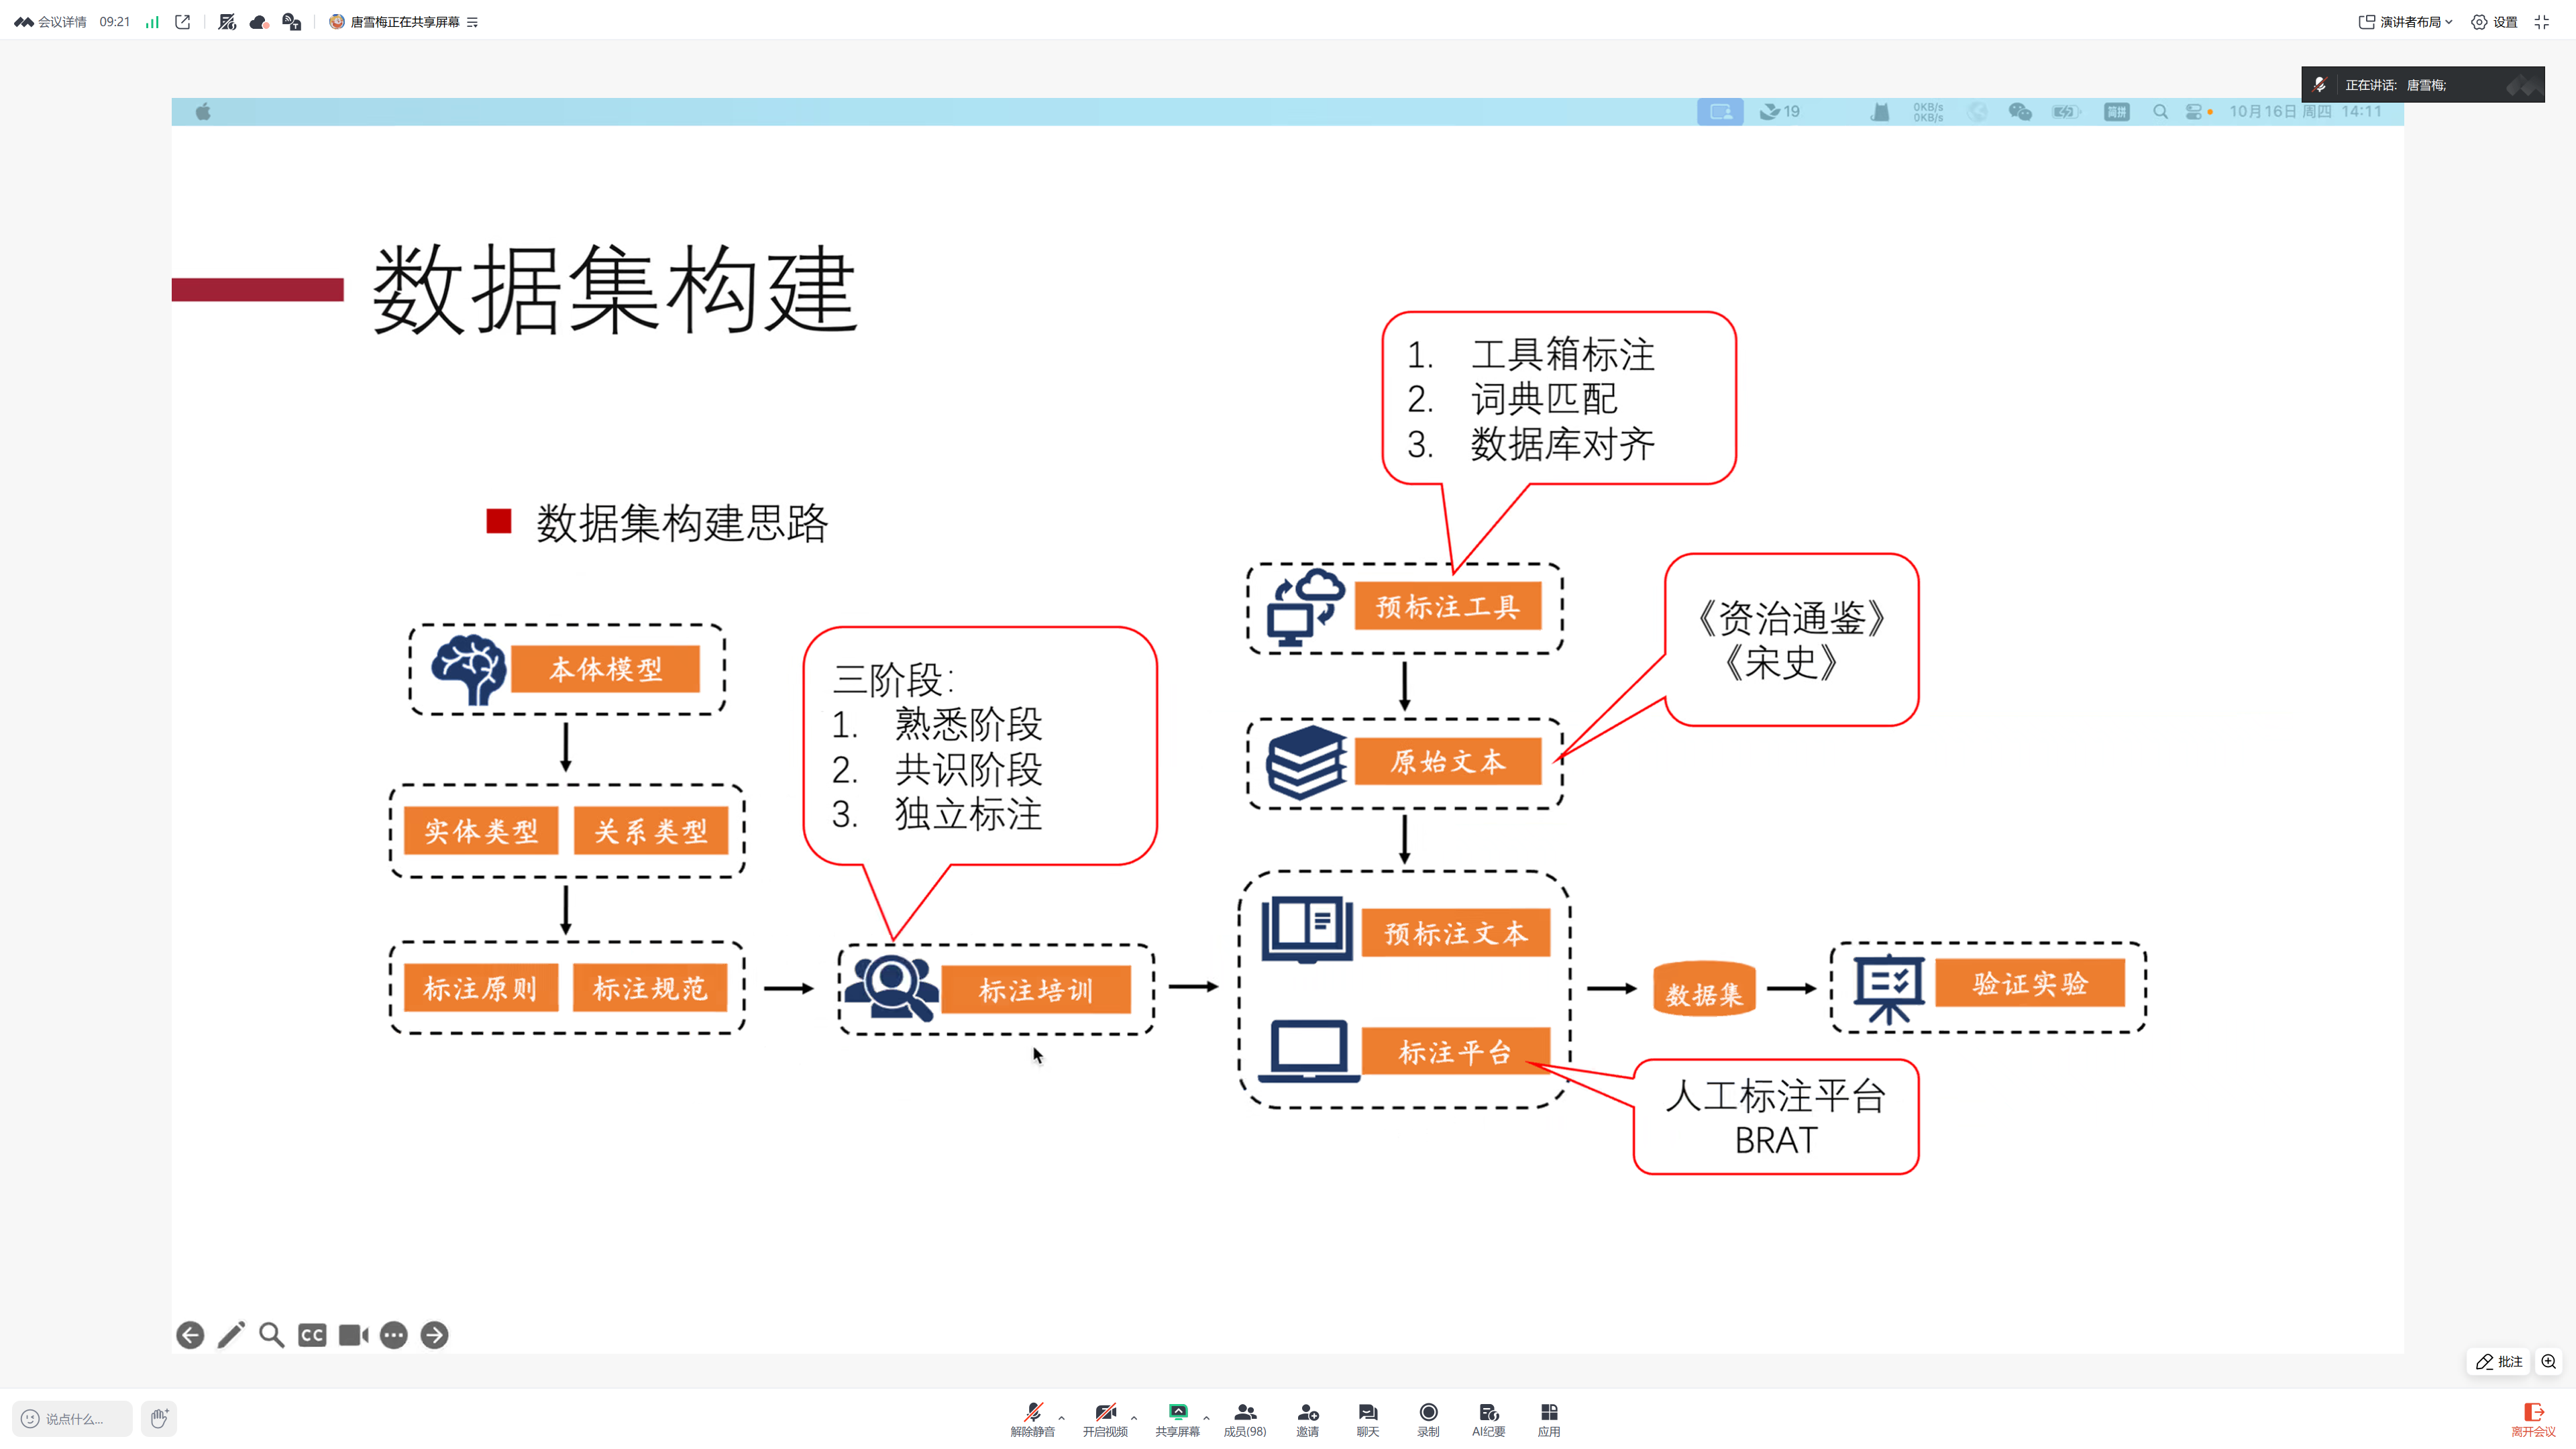 会议详情 09:21 唐雪梅正在共享屏幕 演讲者布局 设置
正在讲话: 唐雪梅;
19 0KB/s 0KB/s 简拼 10月16日 周四 14:11
数据集构建
1. 工具箱标注
2. 词典匹配
3. 数据库对齐
数据集构建思路
预标注工具
《资治通鉴》
《宋史》
本体模型
三阶段：
1. 熟悉阶段
2. 共识阶段
3. 独立标注
原始文本
实体类型 关系类型
预标注文本
标注原则 标注规范
标注培训
数据集
验证实验
标注平台
人工标注平台
BRAT
CC
批注
说点什么...
解除静音 开启视频 共享屏幕 成员(98) 邀请 聊天 录制 AI纪要 应用 离开会议